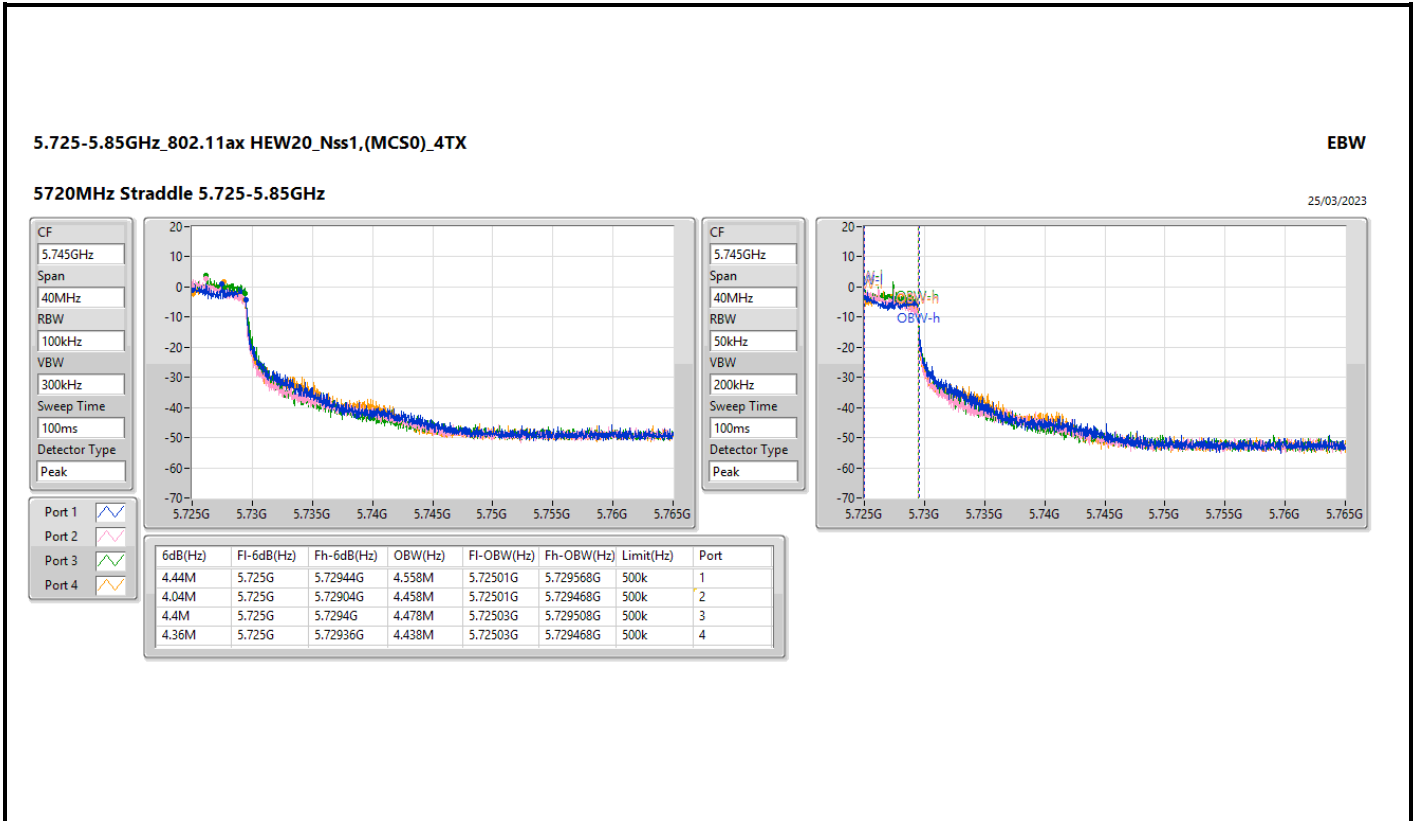 5.725-5.85GHz_802.11ax HEW20_Nss1,(MCS0)_4TX
EBW
5720MHz Straddle 5.725-5.85GHz
25/03/2023
CF
5.745GHz
Span
40MHz
RBW
100kHz
VBW
300kHz
Sweep Time
100ms
Detector Type
Peak
20
10
0
-10
-20
-30
-40
-50
-60
-70
5.725G 5.73G 5.735G 5.74G 5.745G 5.75G 5.755G 5.76G 5.765G
CF
5.745GHz
Span
40MHz
RBW
50kHz
VBW
200kHz
Sweep Time
100ms
Detector Type
Peak
20
10
0
-10
-20
-30
-40
-50
-60
-70
OBW-h
OBW-h
5.725G 5.73G 5.735G 5.74G 5.745G 5.75G 5.755G 5.76G 5.765G
Port 1
Port 2
Port 3
Port 4
6dB(Hz) Fl-6dB(Hz) Fh-6dB(Hz) OBW(Hz) Fl-OBW(Hz) Fh-OBW(Hz) Limit(Hz) Port
4.44M 5.725G 5.72944G 4.558M 5.72501G 5.729568G 500k 1
4.04M 5.725G 5.72904G 4.458M 5.72501G 5.729468G 500k 2
4.4M 5.725G 5.7294G 4.478M 5.72503G 5.729508G 500k 3
4.36M 5.725G 5.72936G 4.438M 5.72503G 5.729468G 500k 4